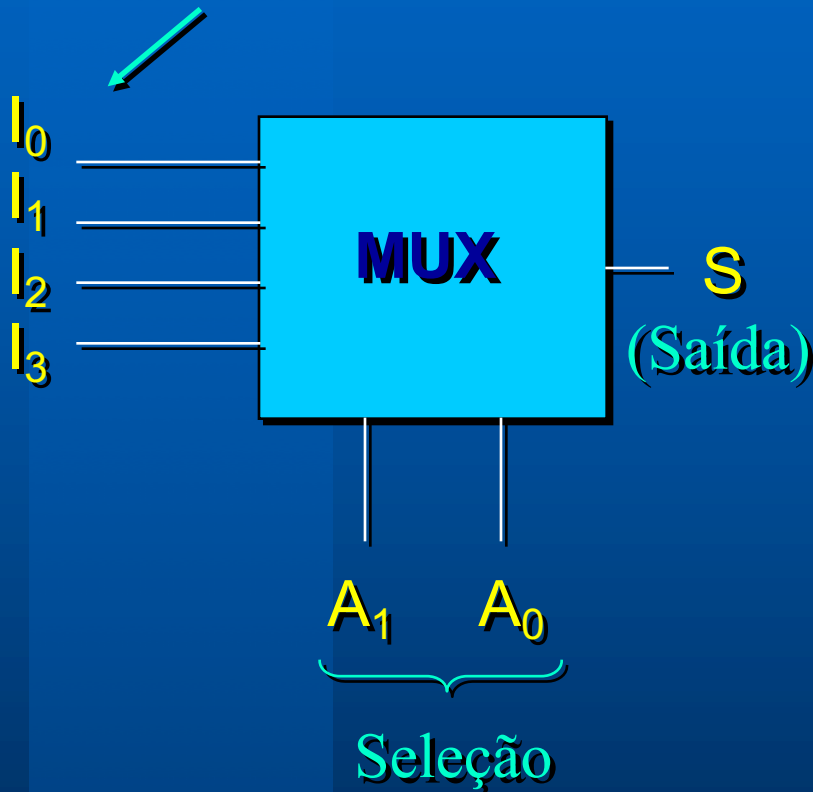 I₀
I₁
I₂
I₃
MUX
S
(Saída)
A₁ A₀
Seleção